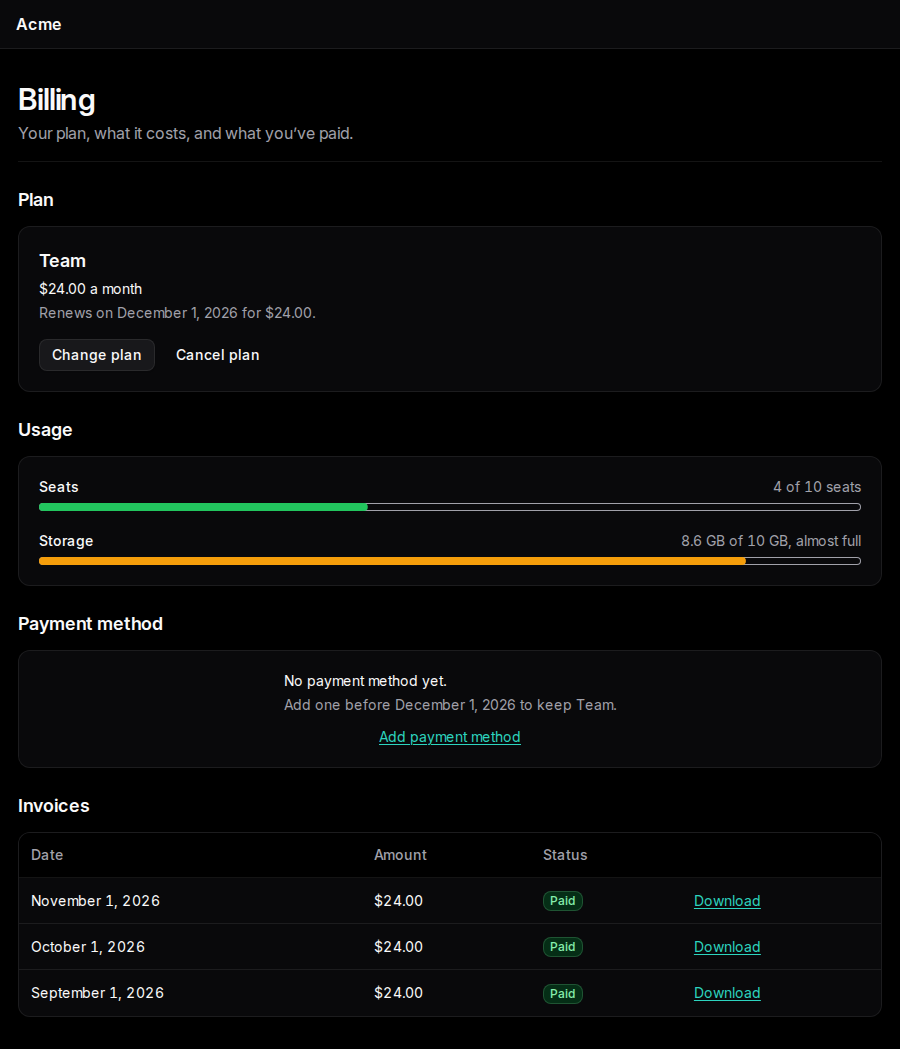 Acme
Billing
Your plan, what it costs, and what you’ve paid.
Plan
Team
$24.00 a month
Renews on December 1, 2026 for $24.00.
Change plan Cancel plan
Usage
Seats 4 of 10 seats
Storage 8.6 GB of 10 GB, almost full
Payment method
No payment method yet.
Add one before December 1, 2026 to keep Team.
Add payment method
Invoices
Date Amount Status
November 1, 2026 $24.00 Paid Download
October 1, 2026 $24.00 Paid Download
September 1, 2026 $24.00 Paid Download